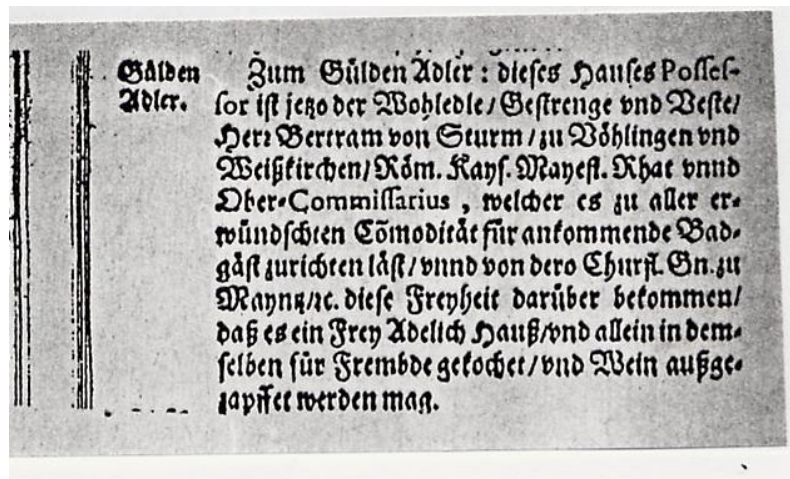 Gülden
Adler.
Zum Gülden Adler: dieses Hauses Posses-
sor ist jetzo der Wohledle/ Gestrenge vnd Veste/
Herr Bertram von Sturm/ zu Vöhlingen vnd
Weißkirchen/ Röm. Kays. Mayest. Rhat vnnd
Ober-Commissarius, welcher es zu aller er-
wündschten Cõmoditát für ankommende Bad-
gäst zurichten läst/ vnnd von dero Churfl. Gn. zu
Mayntz/ꝛc. diese Freyheit darüber bekommen/
daß es ein Frey Adelich Hauß/vnd allein in dem-
selben für Frembde gekochet/vnd Wein außge-
zapffet werden mag.